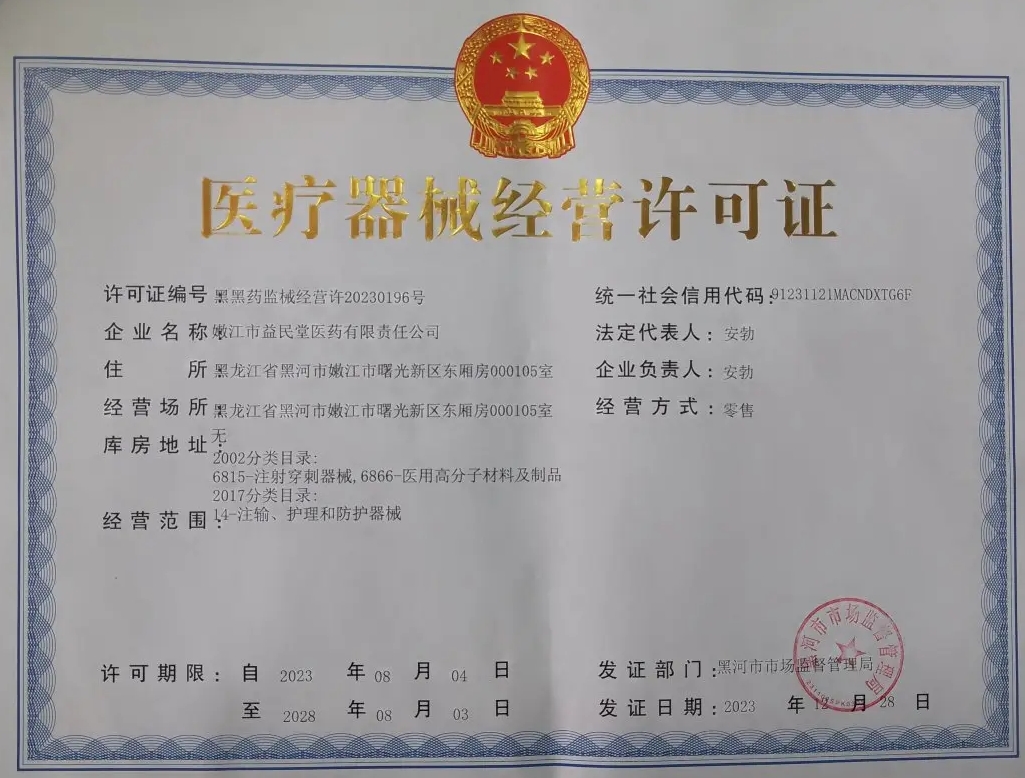 医疗器械经营许可证
许可证编号：黑黑药监械经营许20230196号
统一社会信用代码：91231121MACNDXTG6F
企业名称：嫩江市益民堂医药有限责任公司
法定代表人：安勃
住所：黑龙江省黑河市嫩江市曙光新区东厢房000105室
企业负责人：安勃
经营场所：黑龙江省黑河市嫩江市曙光新区东厢房000105室
经营方式：零售
库房地址：无
经营范围：2002分类目录:
6815-注射穿刺器械,6866-医用高分子材料及制品
2017分类目录:
14-注输、护理和防护器械
许可期限：自 2023 年 08 月 04 日
至 2028 年 08 月 03 日
发证部门：黑河市市场监督管理局
发证日期：2023 年 12 月 28 日
黑河市市场监督管理局